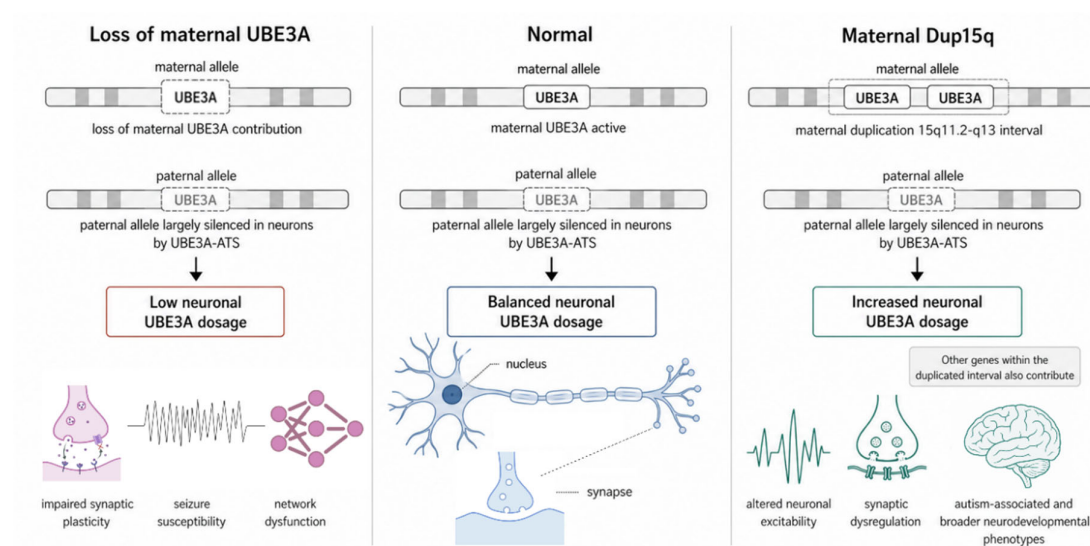 Loss of maternal UBE3A
maternal allele
UBE3A
loss of maternal UBE3A contribution
paternal allele
UBE3A
paternal allele largely silenced in neurons
by UBE3A-ATS
Low neuronal
UBE3A dosage
impaired synaptic
plasticity
seizure
susceptibility
network
dysfunction
Normal
maternal allele
UBE3A
maternal UBE3A active
paternal allele
UBE3A
paternal allele largely silenced in neurons
by UBE3A-ATS
Balanced neuronal
UBE3A dosage
nucleus
synapse
Maternal Dup15q
maternal allele
UBE3A UBE3A
maternal duplication 15q11.2-q13 interval
paternal allele
UBE3A
paternal allele largely silenced in neurons
by UBE3A-ATS
Increased neuronal
UBE3A dosage
Other genes within the
duplicated interval also contribute
altered neuronal
excitability
synaptic
dysregulation
autism-associated and
broader neurodevelopmental
phenotypes